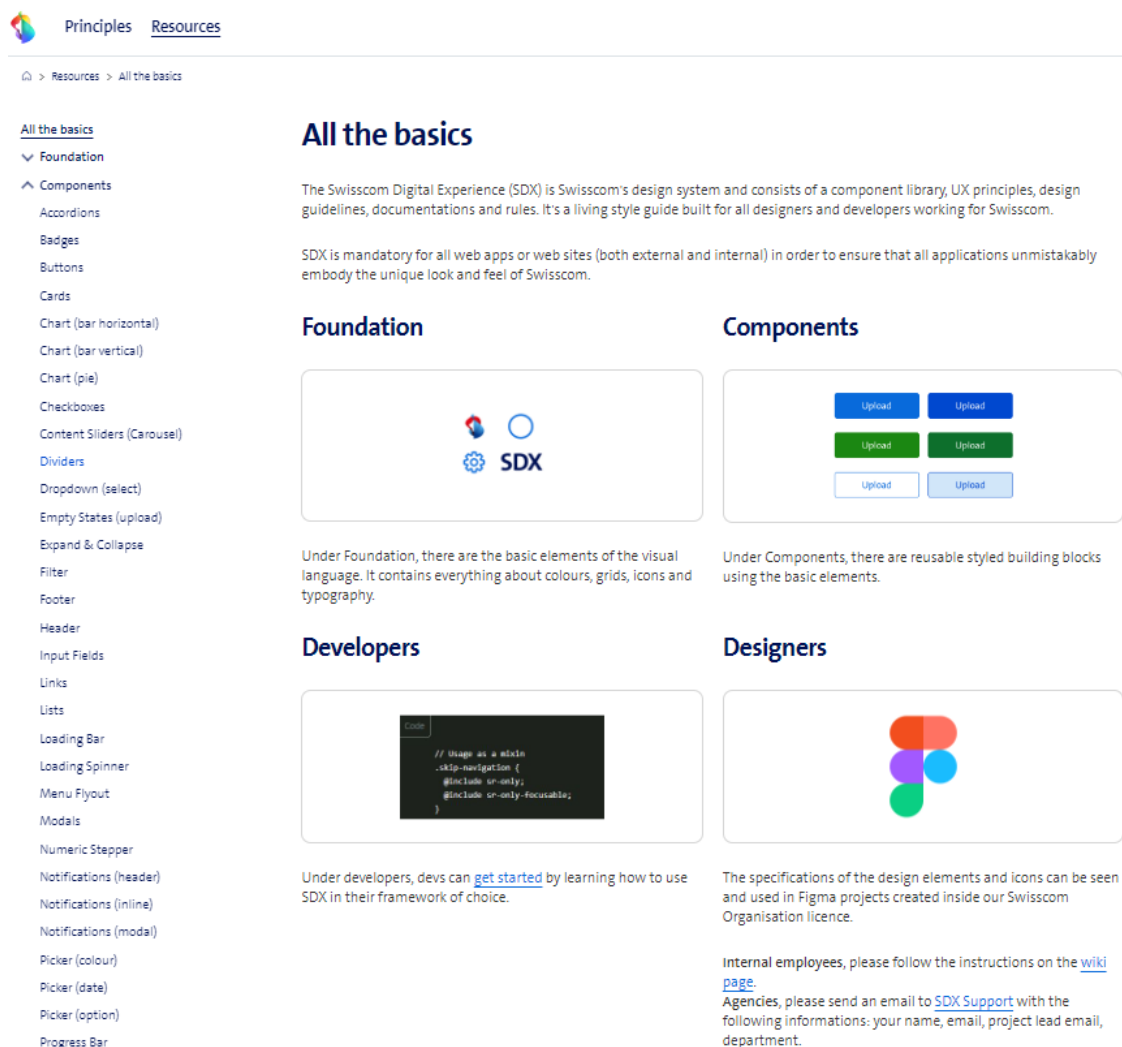 Principles Resources
> Resources > All the basics
All the basics
Foundation
Components
Accordions
Badges
Buttons
Cards
Chart (bar horizontal)
Chart (bar vertical)
Chart (pie)
Checkboxes
Content Sliders (Carousel)
Dividers
Dropdown (select)
Empty States (upload)
Expand & Collapse
Filter
Footer
Header
Input Fields
Links
Lists
Loading Bar
Loading Spinner
Menu Flyout
Modals
Numeric Stepper
Notifications (header)
Notifications (inline)
Notifications (modal)
Picker (colour)
Picker (date)
Picker (option)
Progress Bar
All the basics
The Swisscom Digital Experience (SDX) is Swisscom's design system and consists of a component library, UX principles, design
guidelines, documentations and rules. It's a living style guide built for all designers and developers working for Swisscom.
SDX is mandatory for all web apps or web sites (both external and internal) in order to ensure that all applications unmistakably
embody the unique look and feel of Swisscom.
Foundation
SDX
Under Foundation, there are the basic elements of the visual
language. It contains everything about colours, grids, icons and
typography.
Components
Upload Upload
Upload Upload
Upload Upload
Under Components, there are reusable styled building blocks
using the basic elements.
Developers
Code
// Usage as a mixin
.skip-navigation {
@include sr-only;
@include sr-only-focusable;
}
Under developers, devs can get started by learning how to use
SDX in their framework of choice.
Designers
The specifications of the design elements and icons can be seen
and used in Figma projects created inside our Swisscom
Organisation licence.
Internal employees, please follow the instructions on the wiki
page.
Agencies, please send an email to SDX Support with the
following informations: your name, email, project lead email,
department.